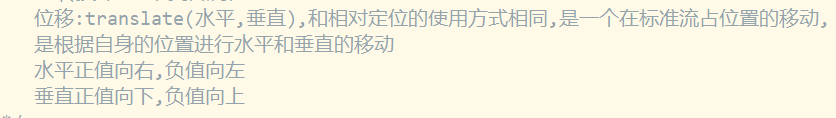 位移:translate(水平,垂直),和相对定位的使用方式相同,是一个在标准流占位置的移动,
是根据自身的位置进行水平和垂直的移动
水平正值向右,负值向左
垂直正值向下,负值向上